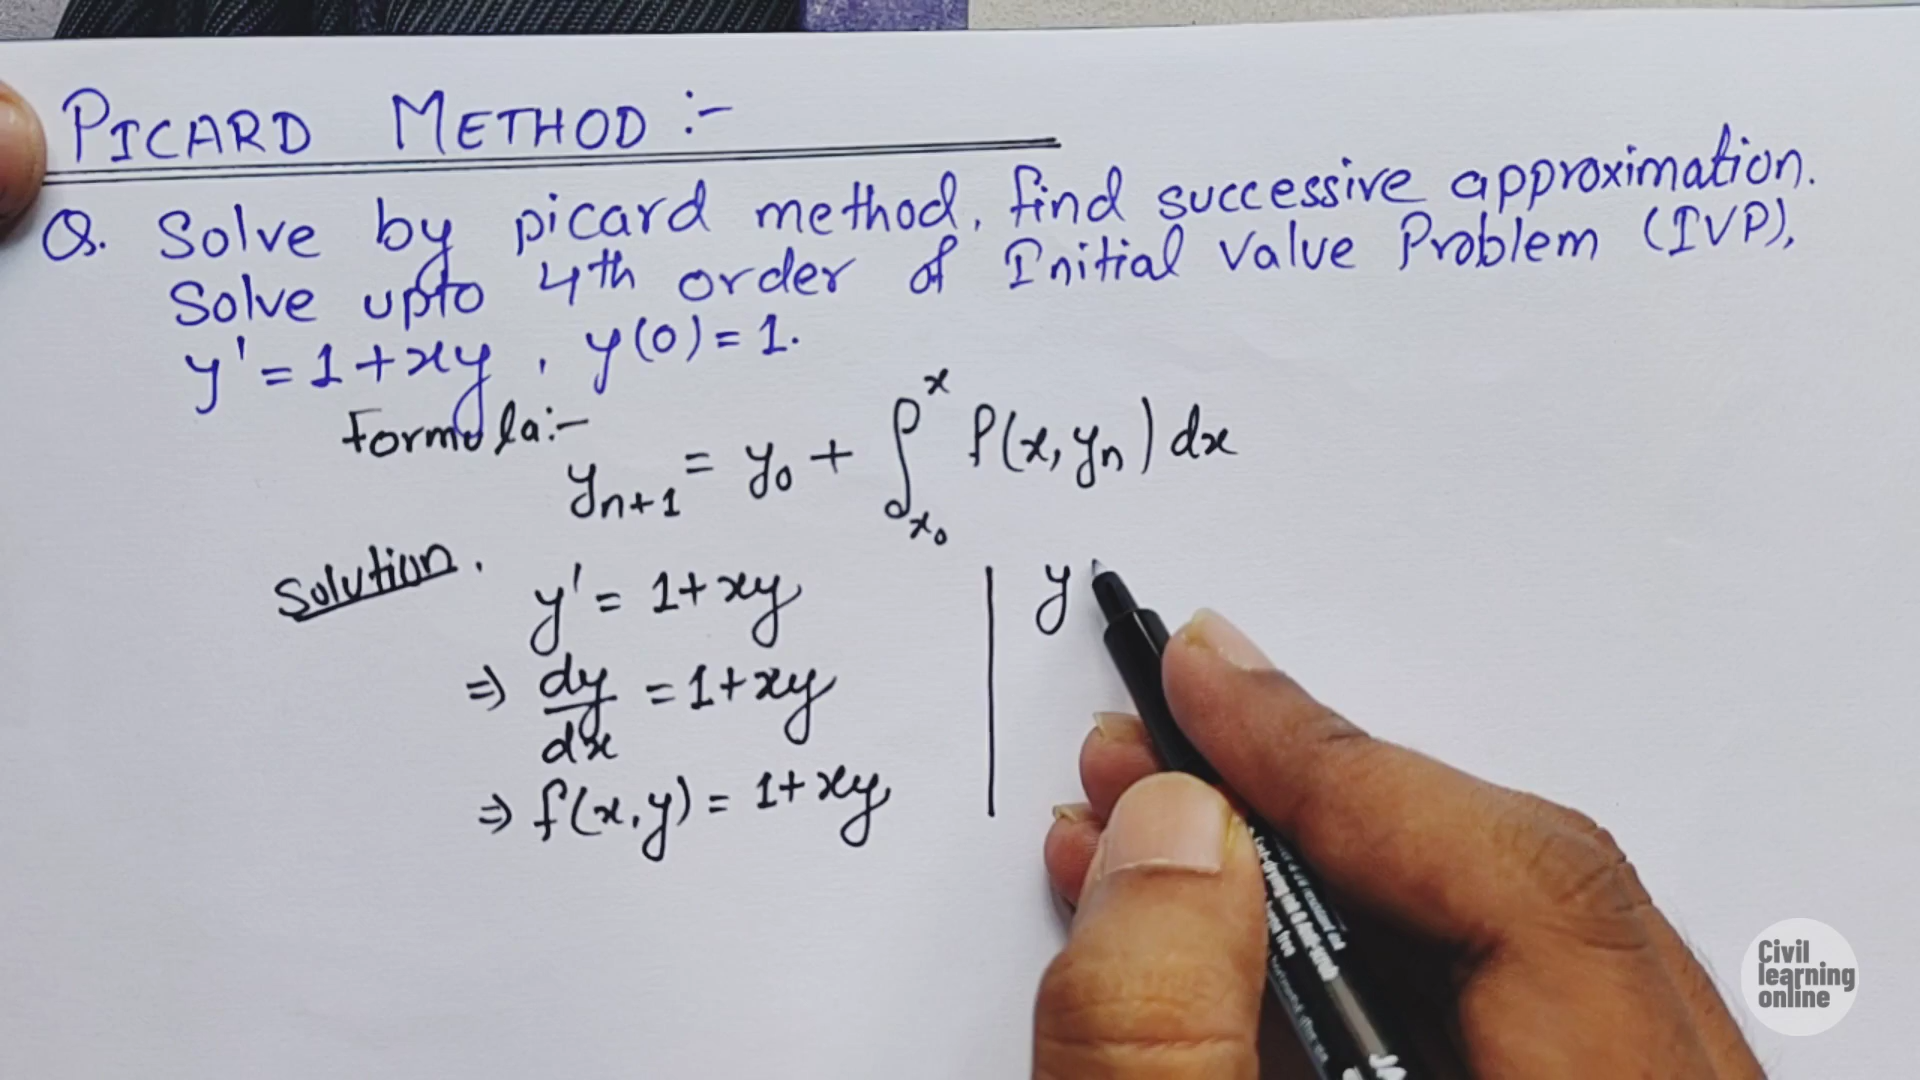 PICARD METHOD :-
Q. Solve by picard method, find successive approximation.
Solve upto 4th order of Initial Value Problem (IVP),
y' = 1 + xy , y(0) = 1.
Formula:-
yₙ₊₁ = y₀ + ∫ₓ₀ˣ f(x, yₙ) dx
Solution.
y' = 1 + xy
⇒ dy/dx = 1 + xy
⇒ f(x, y) = 1 + xy
y
Civil
learning
online